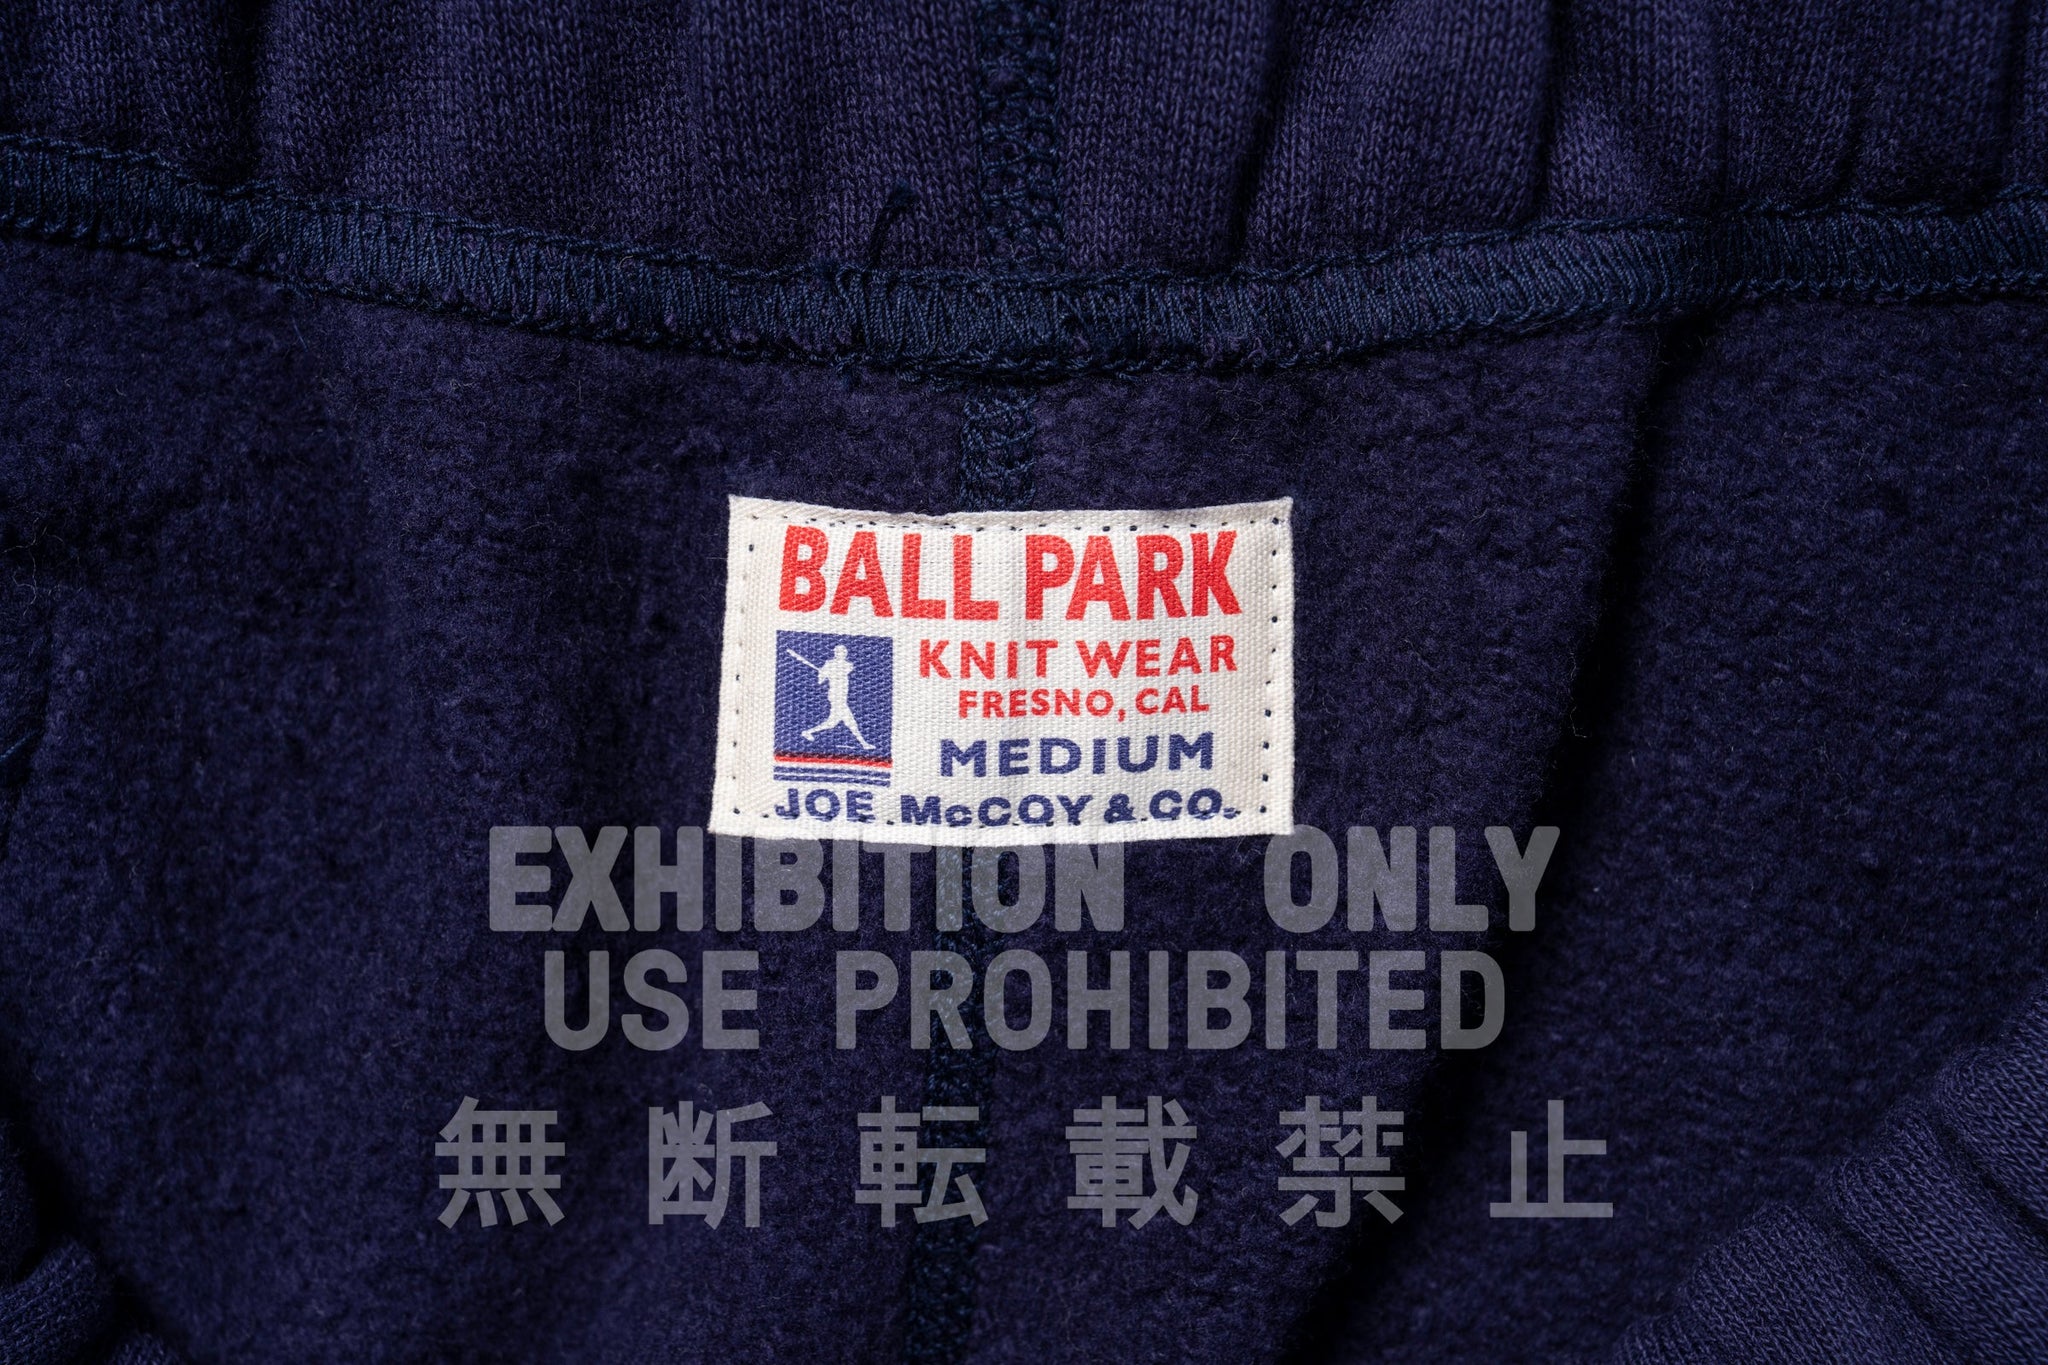 BALL PARK
KNIT WEAR
FRESNO, CAL
MEDIUM
JOE McCOY & CO.
EXHIBITION ONLY
USE PROHIBITED
無断転載禁止